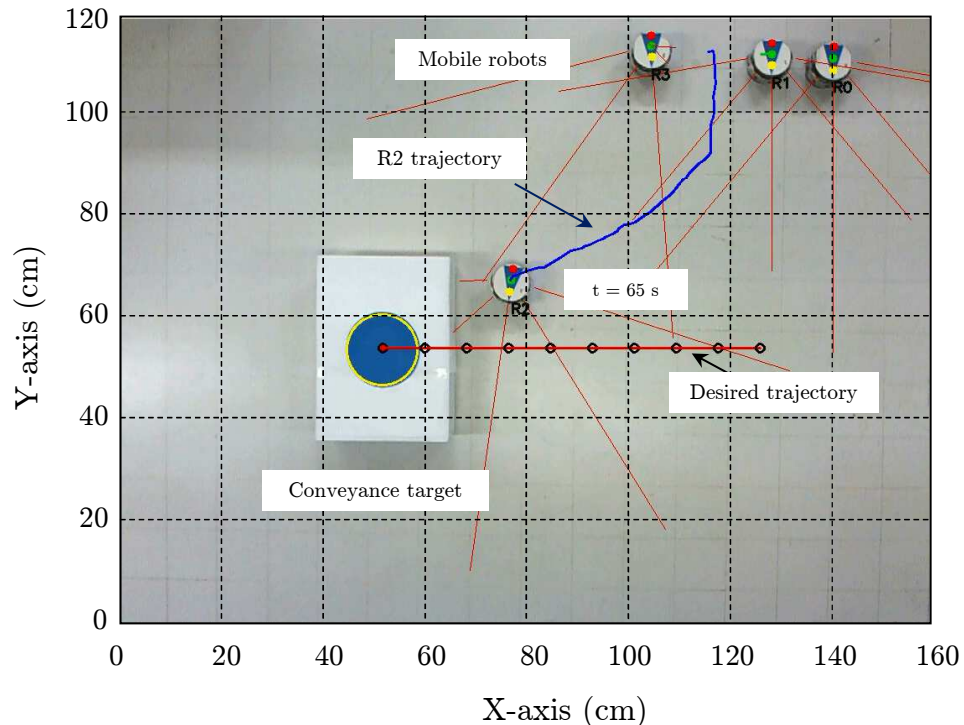 120
100
80
60
40
20
0
Y-axis (cm)
Mobile robots
R3
R1
R0
R2 trajectory
t = 65 s
R2
Desired trajectory
Conveyance target
0 20 40 60 80 100 120 140 160
X-axis (cm)